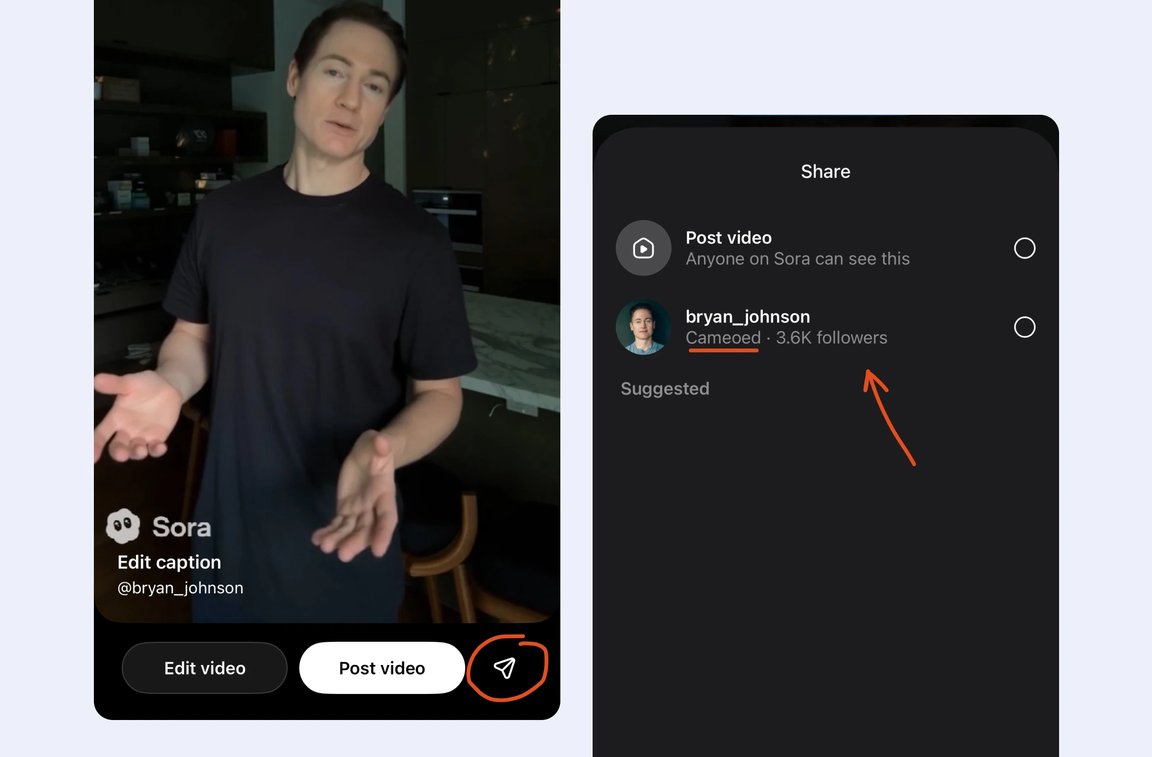 Sora
Edit caption
@bryan_johnson
Edit video
Post video
Share
Post video
Anyone on Sora can see this
bryan_johnson
Cameoed · 3.6K followers
Suggested